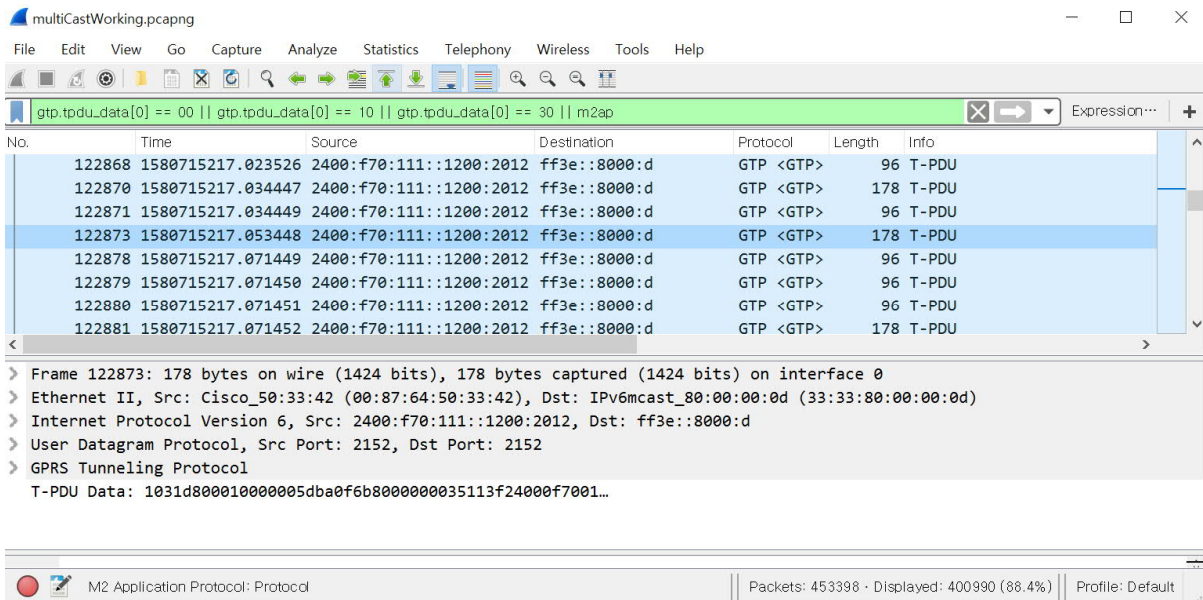 multiCastWorking.pcapng
File Edit View Go Capture Analyze Statistics Telephony Wireless Tools Help
gtp.tpdu_data[0] == 00 || gtp.tpdu_data[0] == 10 || gtp.tpdu_data[0] == 30 || m2ap Expression… +
No. Time Source Destination Protocol Length Info
122868 1580715217.023526 2400:f70:111::1200:2012 ff3e::8000:d GTP <GTP> 96 T-PDU
122870 1580715217.034447 2400:f70:111::1200:2012 ff3e::8000:d GTP <GTP> 178 T-PDU
122871 1580715217.034449 2400:f70:111::1200:2012 ff3e::8000:d GTP <GTP> 96 T-PDU
122873 1580715217.053448 2400:f70:111::1200:2012 ff3e::8000:d GTP <GTP> 178 T-PDU
122878 1580715217.071449 2400:f70:111::1200:2012 ff3e::8000:d GTP <GTP> 96 T-PDU
122879 1580715217.071450 2400:f70:111::1200:2012 ff3e::8000:d GTP <GTP> 96 T-PDU
122880 1580715217.071451 2400:f70:111::1200:2012 ff3e::8000:d GTP <GTP> 96 T-PDU
122881 1580715217.071452 2400:f70:111::1200:2012 ff3e::8000:d GTP <GTP> 178 T-PDU
> Frame 122873: 178 bytes on wire (1424 bits), 178 bytes captured (1424 bits) on interface 0
> Ethernet II, Src: Cisco_50:33:42 (00:87:64:50:33:42), Dst: IPv6mcast_80:00:00:0d (33:33:80:00:00:0d)
> Internet Protocol Version 6, Src: 2400:f70:111::1200:2012, Dst: ff3e::8000:d
> User Datagram Protocol, Src Port: 2152, Dst Port: 2152
> GPRS Tunneling Protocol
T-PDU Data: 1031d800010000005dba0f6b8000000035113f24000f7001…
M2 Application Protocol: Protocol Packets: 453398 · Displayed: 400990 (88.4%) Profile: Default